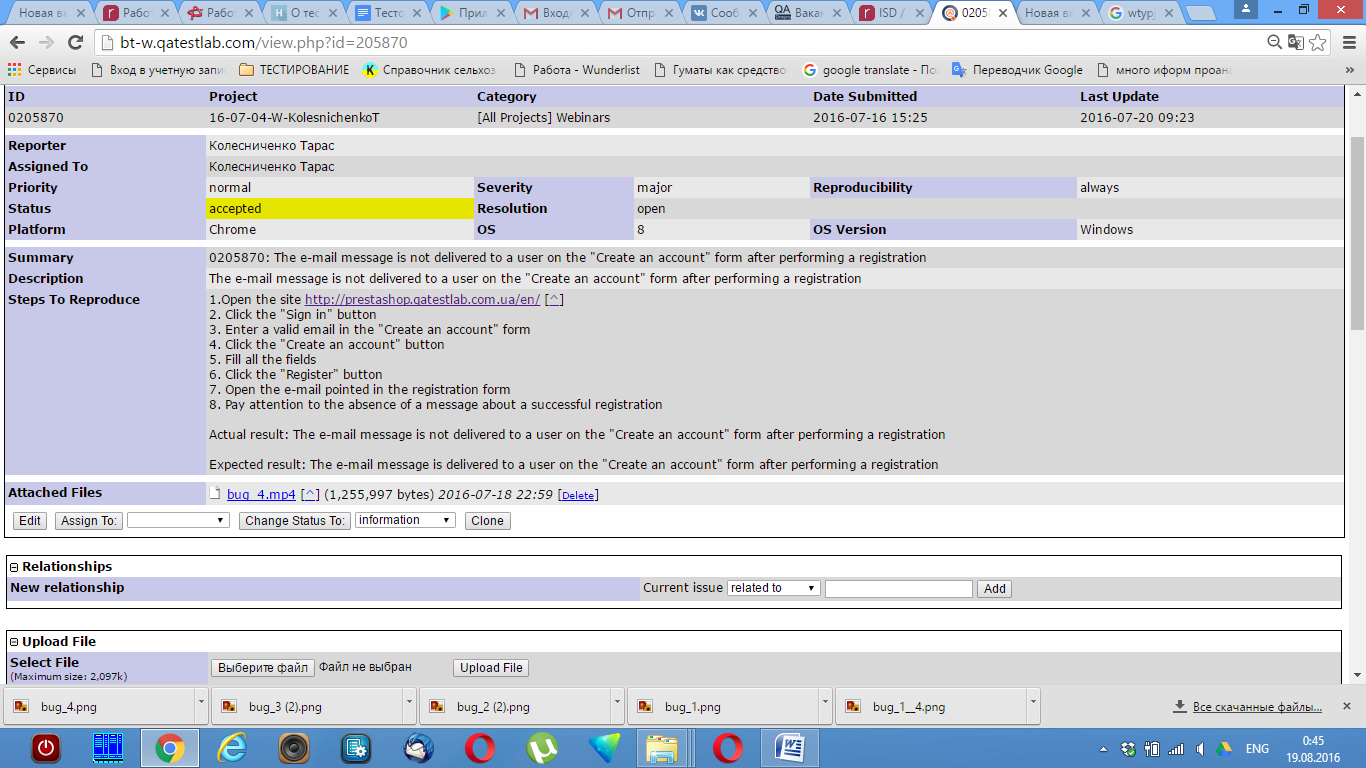 Новая вк
Работ
Работ
О тес
Тесто
Прил
Вход
Отпр
Сооб
Вакан
ISD
0205
Новая вк
wtyp
bt-w.qatestlab.com/view.php?id=205870
Сервисы
Вход в учетную запи
ТЕСТИРОВАНИЕ
Справочник сельхоз
Работа - Wunderlist
Гуматы как средство
google translate - По
Переводчик Google
много иформ проан
»
ID Project Category Date Submitted Last Update
0205870 16-07-04-W-KolesnichenkoT [All Projects] Webinars 2016-07-16 15:25 2016-07-20 09:23
Reporter Колесниченко Тарас
Assigned To Колесниченко Тарас
Priority normal Severity major Reproducibility always
Status accepted Resolution open
Platform Chrome OS 8 OS Version Windows
Summary 0205870: The e-mail message is not delivered to a user on the "Create an account" form after performing a registration
Description The e-mail message is not delivered to a user on the "Create an account" form after performing a registration
Steps To Reproduce 1.Open the site http://prestashop.qatestlab.com.ua/en/ [^]
2. Click the "Sign in" button
3. Enter a valid email in the "Create an account" form
4. Click the "Create an account" button
5. Fill all the fields
6. Click the "Register" button
7. Open the e-mail pointed in the registration form
8. Pay attention to the absence of a message about a successful registration
Actual result: The e-mail message is not delivered to a user on the "Create an account" form after performing a registration
Expected result: The e-mail message is delivered to a user on the "Create an account" form after performing a registration
Attached Files bug_4.mp4 [^] (1,255,997 bytes) 2016-07-18 22:59 [Delete]
Edit Assign To: Change Status To: information Clone
Relationships
New relationship Current issue related to Add
Upload File
Select File Выберите файл Файл не выбран Upload File
(Maximum size: 2,097k)
bug_4.png
bug_3 (2).png
bug_2 (2).png
bug_1.png
bug_1__4.png
Все скачанные файлы...
ENG
0:45
19.08.2016